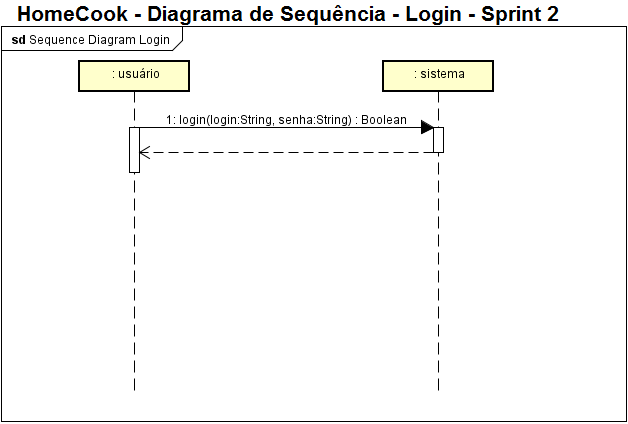 HomeCook - Diagrama de Sequência - Login - Sprint 2
sd Sequence Diagram Login
: usuário
: sistema
1: login(login:String, senha:String) : Boolean